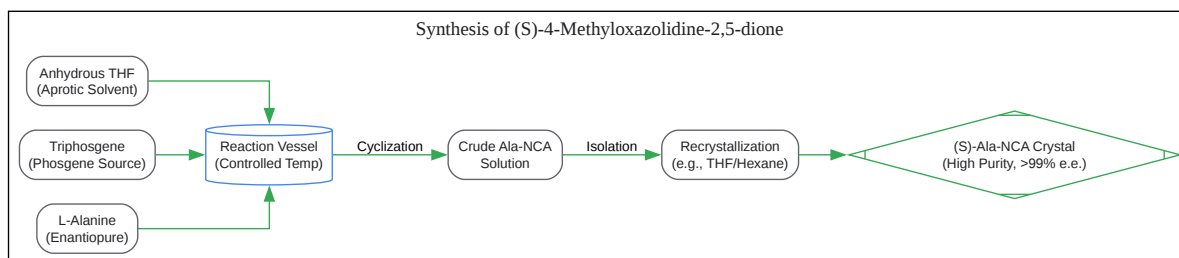 Synthesis of (S)-4-Methyloxazolidine-2,5-dione
Anhydrous THF
(Aprotic Solvent)
Triphosgene
(Phosgene Source)
L-Alanine
(Enantiopure)
Reaction Vessel
(Controlled Temp)
Cyclization
Crude Ala-NCA
Solution
Isolation
Recrystallization
(e.g., THF/Hexane)
(S)-Ala-NCA Crystal
(High Purity, >99% e.e.)